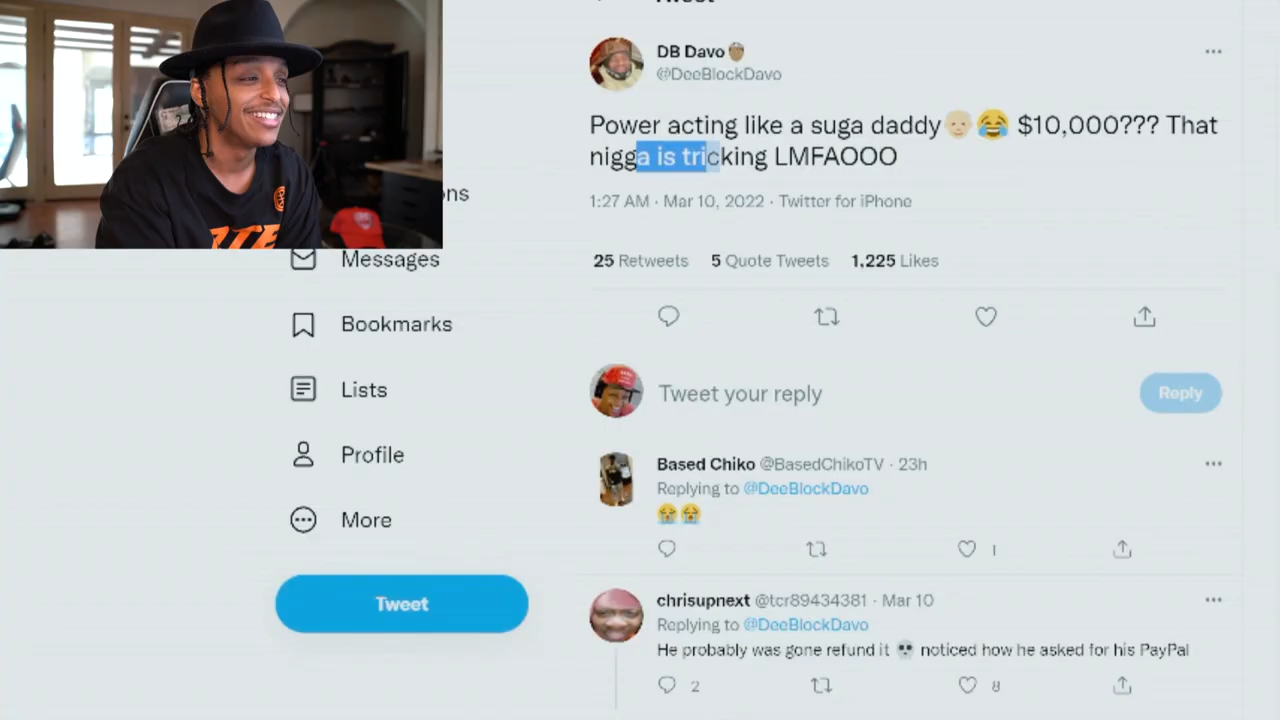 Tweet
DB Davo
@DeeBlockDavo
Power acting like a suga daddy👶🏼😂 $10,000??? That
nigga is tricking LMFAOOO
1:27 AM · Mar 10, 2022 · Twitter for iPhone
25 Retweets 5 Quote Tweets 1,225 Likes
Messages
Bookmarks
Lists
Profile
More
Tweet
Tweet your reply
Reply
Based Chiko @BasedChikoTV · 23h
Replying to @DeeBlockDavo
😭😭
1
chrisupnext @tcr89434381 · Mar 10
Replying to @DeeBlockDavo
He probably was gone refund it 💀 noticed how he asked for his PayPal
2 8